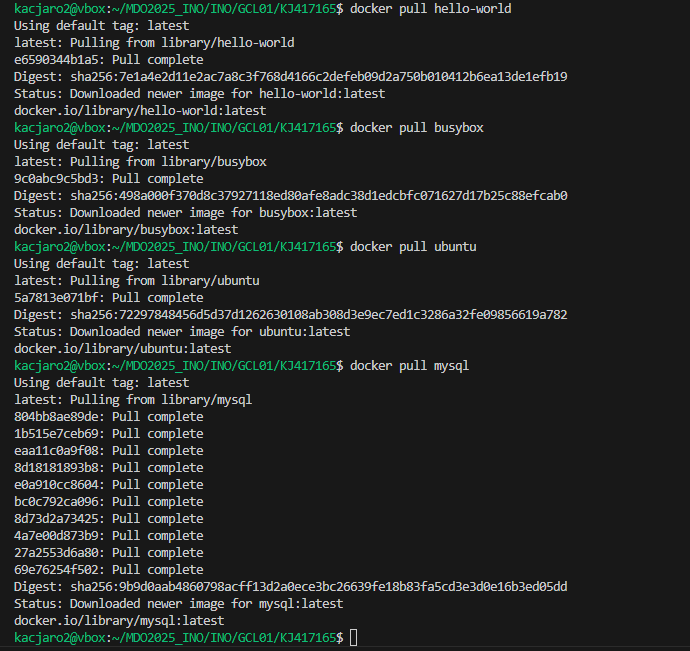 kacjaro2@vbox:~/MDO2025_INO/INO/GCL01/KJ417165$ docker pull hello-world
Using default tag: latest
latest: Pulling from library/hello-world
e6590344b1a5: Pull complete
Digest: sha256:7e1a4e2d11e2ac7a8c3f768d4166c2defeb09d2a750b010412b6ea13de1efb19
Status: Downloaded newer image for hello-world:latest
docker.io/library/hello-world:latest
kacjaro2@vbox:~/MDO2025_INO/INO/GCL01/KJ417165$ docker pull busybox
Using default tag: latest
latest: Pulling from library/busybox
9c0abc9c5bd3: Pull complete
Digest: sha256:498a000f370d8c37927118ed80afe8adc38d1edcbfc071627d17b25c88efcab0
Status: Downloaded newer image for busybox:latest
docker.io/library/busybox:latest
kacjaro2@vbox:~/MDO2025_INO/INO/GCL01/KJ417165$ docker pull ubuntu
Using default tag: latest
latest: Pulling from library/ubuntu
5a7813e071bf: Pull complete
Digest: sha256:72297848456d5d37d1262630108ab308d3e9ec7ed1c3286a32fe09856619a782
Status: Downloaded newer image for ubuntu:latest
docker.io/library/ubuntu:latest
kacjaro2@vbox:~/MDO2025_INO/INO/GCL01/KJ417165$ docker pull mysql
Using default tag: latest
latest: Pulling from library/mysql
804bb8ae89de: Pull complete
1b515e7ceb69: Pull complete
eaa11c0a9f08: Pull complete
8d18181893b8: Pull complete
e0a910cc8604: Pull complete
bc0c792ca096: Pull complete
8d73d2a73425: Pull complete
4a7e00d873b9: Pull complete
27a2553d6a80: Pull complete
69e76254f502: Pull complete
Digest: sha256:9b9d0aab4860798acff13d2a0ece3bc26639fe18b83fa5cd3e3d0e16b3ed05dd
Status: Downloaded newer image for mysql:latest
docker.io/library/mysql:latest
kacjaro2@vbox:~/MDO2025_INO/INO/GCL01/KJ417165$